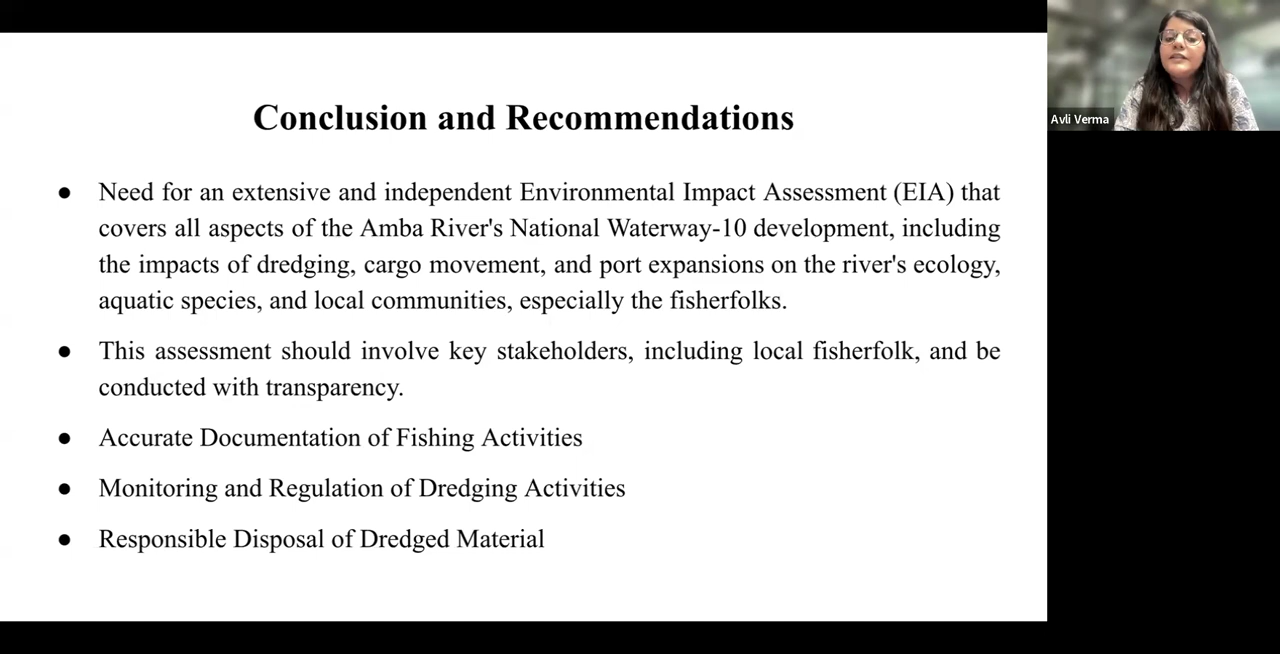 Conclusion and Recommendations
● Need for an extensive and independent Environmental Impact Assessment (EIA) that
covers all aspects of the Amba River's National Waterway-10 development, including
the impacts of dredging, cargo movement, and port expansions on the river's ecology,
aquatic species, and local communities, especially the fisherfolks.
● This assessment should involve key stakeholders, including local fisherfolk, and be
conducted with transparency.
● Accurate Documentation of Fishing Activities
● Monitoring and Regulation of Dredging Activities
● Responsible Disposal of Dredged Material
Avli Verma